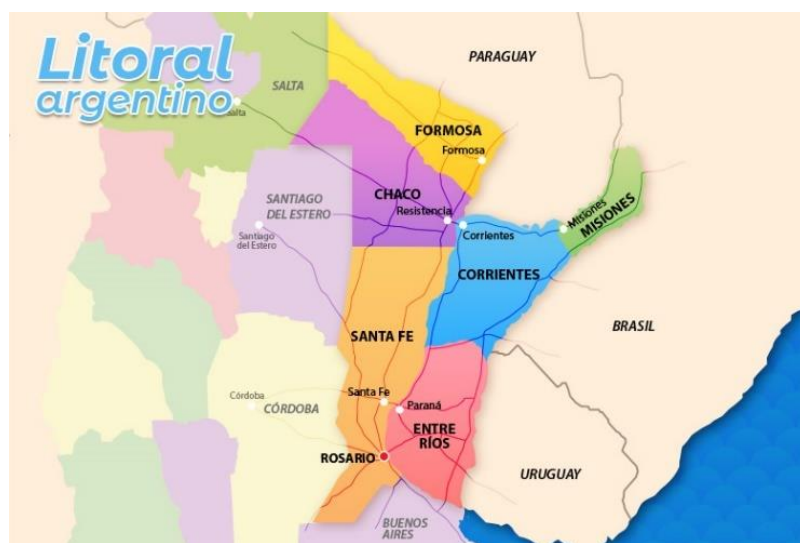 Litoral
argentino
PARAGUAY
SALTA
Salta
FORMOSA
Formosa
CHACO
SANTIAGO
DEL ESTERO
Resistencia
Misiones
MISIONES
Santiago
del Estero
Corrientes
CORRIENTES
BRASIL
SANTA FE
Córdoba
CÓRDOBA
Santa Fe
Paraná
ENTRE
RÍOS
ROSARIO
URUGUAY
BUENOS
AIRES